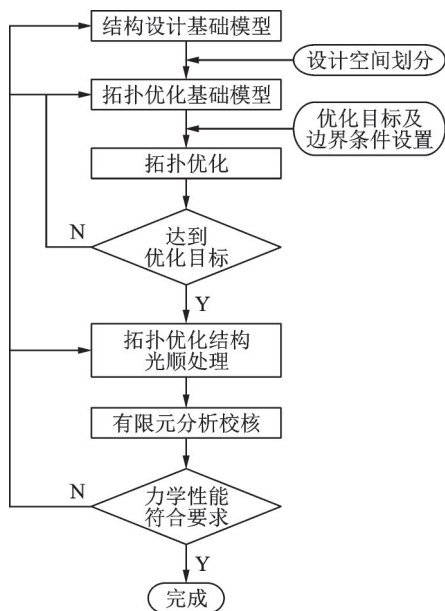 结构设计基础模型
设计空间划分
拓扑优化基础模型
优化目标及
边界条件设置
拓扑优化
N
达到
优化目标
Y
拓扑优化结构
光顺处理
有限元分析校核
N
力学性能
符合要求
Y
完成